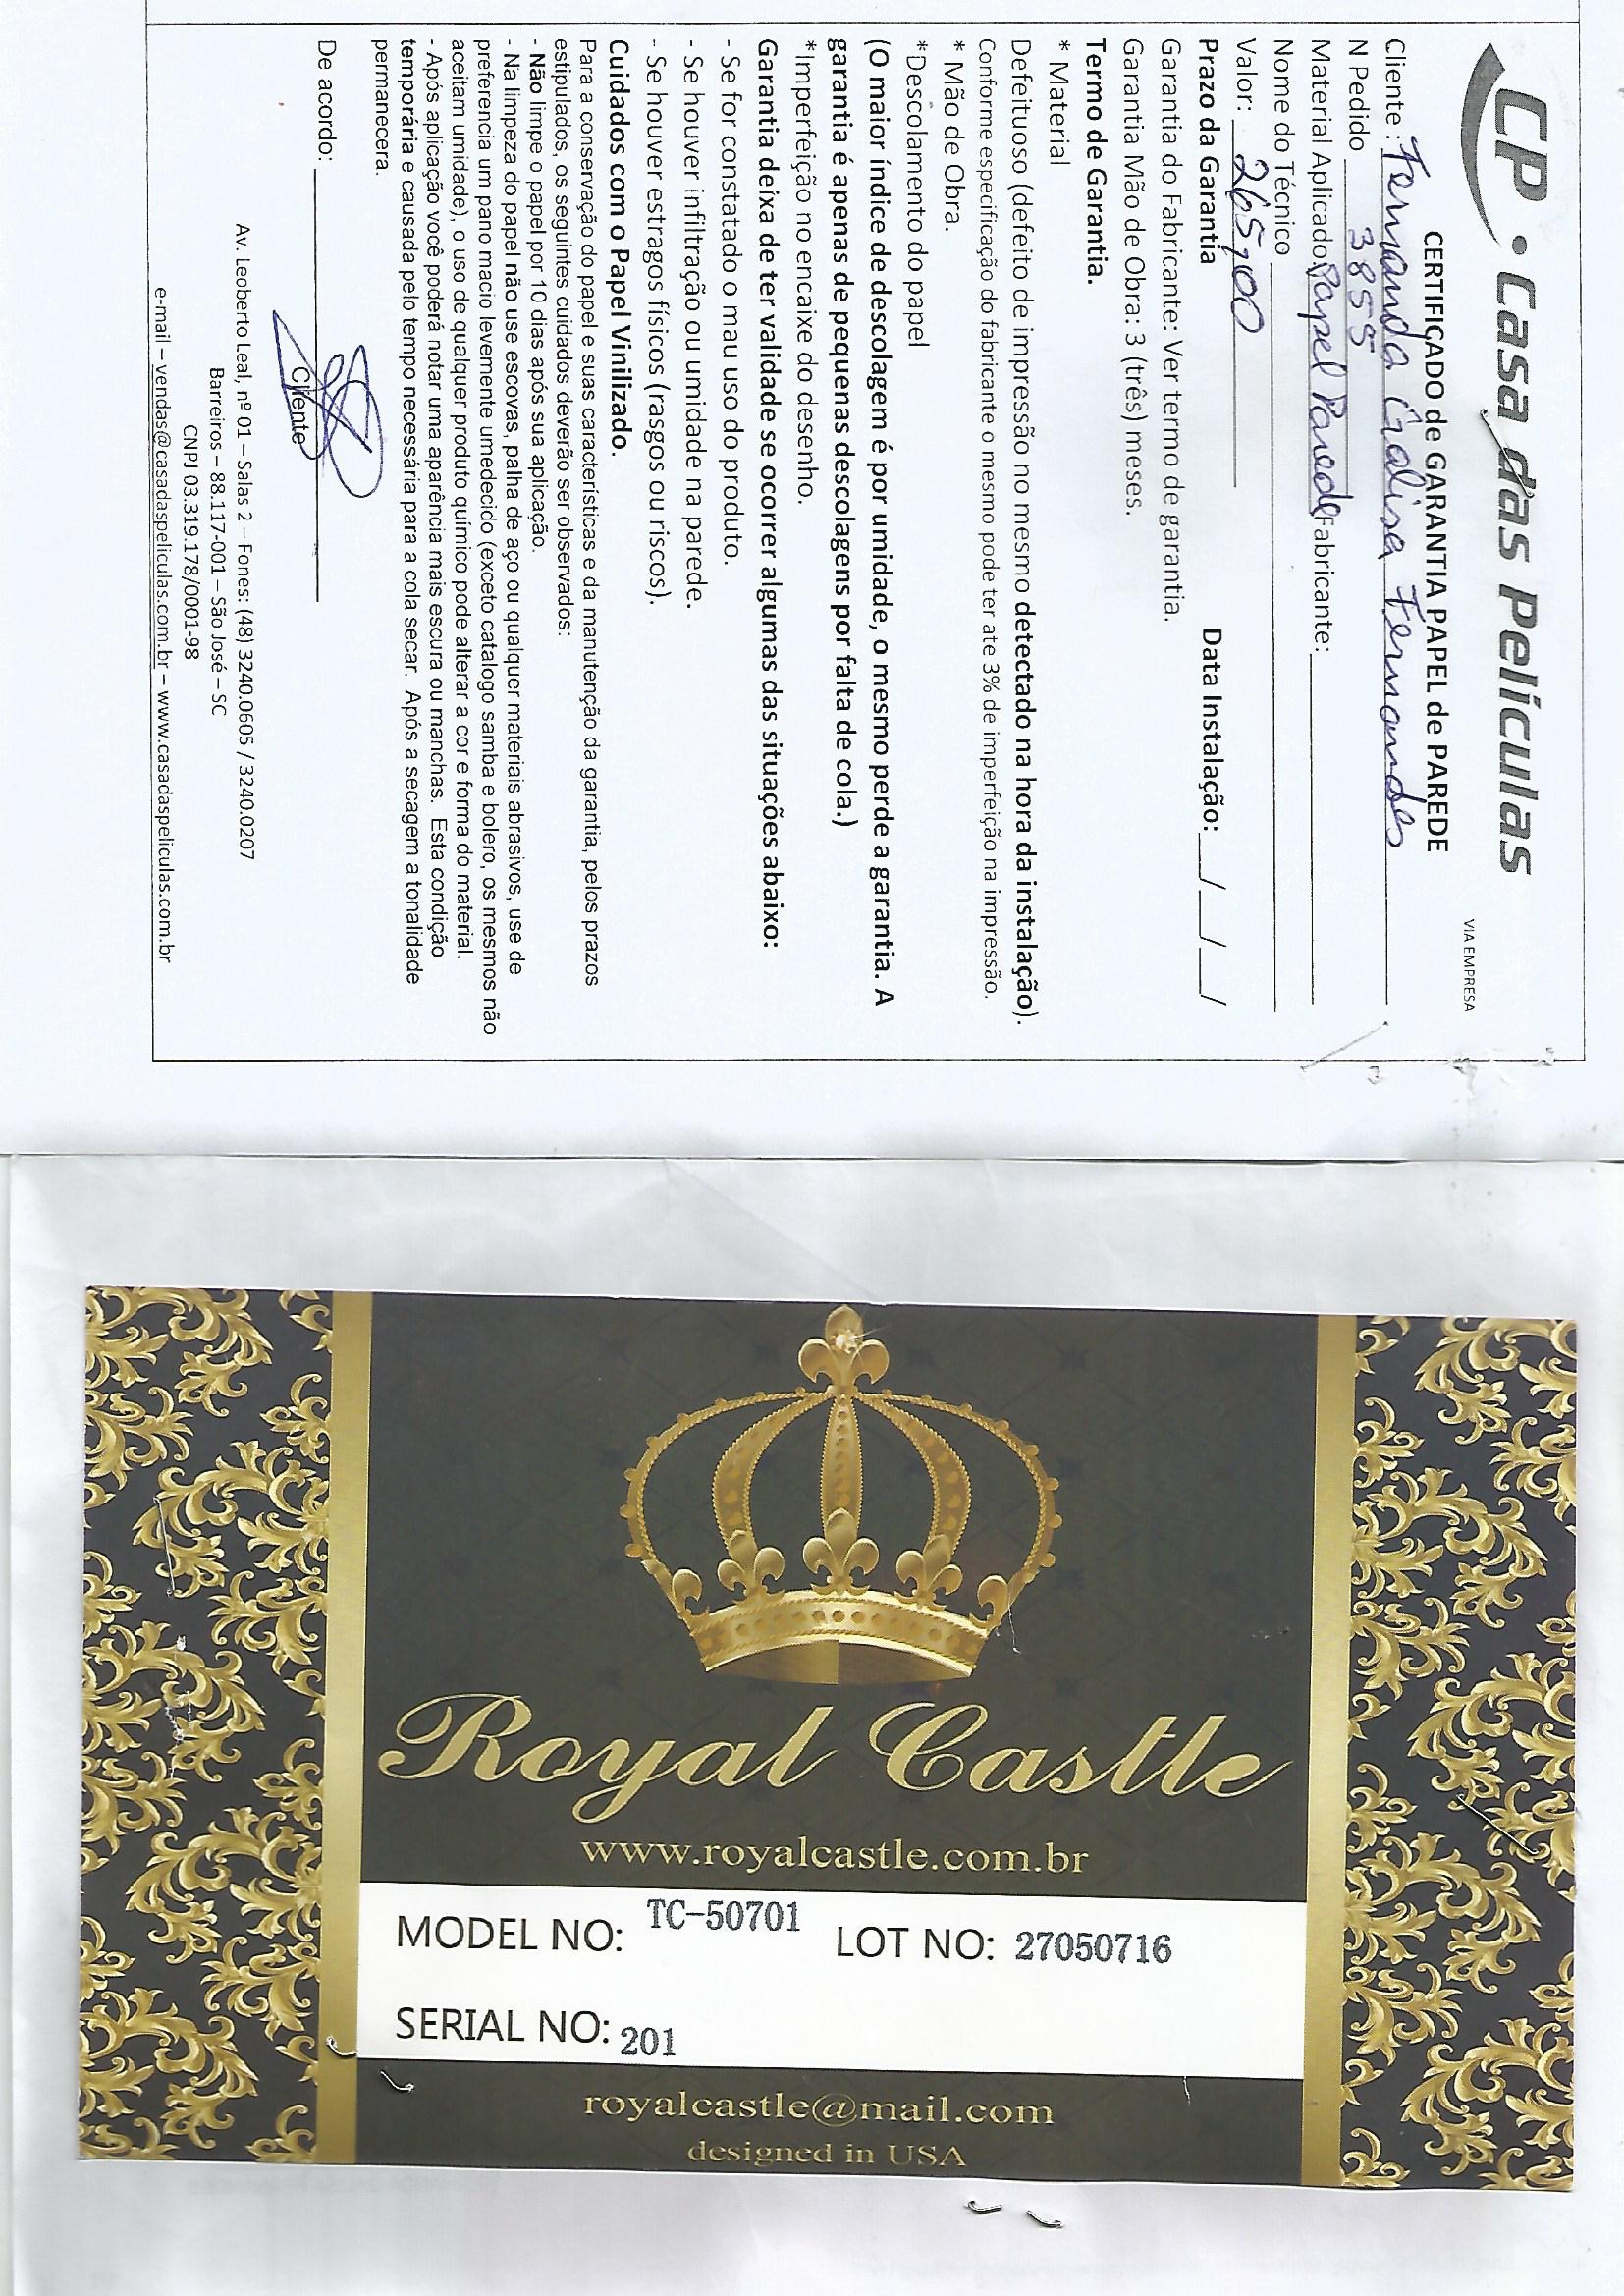 CP • Casa das Películas
VIA EMPRESA
CERTIFICADO de GARANTIA PAPEL de PAREDE
Cliente : Fernanda Fernandes
N Pedido 3855
Material Aplicado: Papel Parede Fabricante:
Nome do Técnico
Valor: 265,00
Prazo da Garantia Data Instalação: / / /
Garantia do Fabricante: Ver termo de garantia.
Garantia Mão de Obra: 3 (três) meses.
Termo de Garantia.
* Material
Defeituoso (defeito de impressão no mesmo detectado na hora da instalação).
Conforme especificação do fabricante o mesmo pode ter ate 3% de imperfeição na impressão.
* Mão de Obra.
*Descolamento do papel
(O maior índice de descolagem é por umidade, o mesmo perde a garantia. A
garantia é apenas de pequenas descolagens por falta de cola.)
*Imperfeição no encaixe do desenho.
Garantia deixa de ter validade se ocorrer algumas das situações abaixo:
- Se for constatado o mau uso do produto.
- Se houver infiltração ou umidade na parede.
- Se houver estragos físicos (rasgos ou riscos).
Cuidados com o Papel Vinilizado.
Para a conservação do papel e suas características e da manutenção da garantia, pelos prazos
estipulados, os seguintes cuidados deverão ser observados:
- Não limpe o papel por 10 dias após sua aplicação.
- Na limpeza do papel não use escovas, palha de aço ou qualquer materiais abrasivos, use de
preferencia um pano macio levemente umedecido (exceto catalogo samba e bolero, os mesmos não
aceitam umidade), o uso de qualquer produto químico pode alterar a cor e forma do material.
- Após aplicação você poderá notar uma aparência mais escura ou manchas. Esta condição
temporária e causada pelo tempo necessária para a cola secar. Após a secagem a tonalidade
permanecera.
De acordo:
Cliente
Av. Leoberto Leal, nº 01 – Salas 2 – Fones: (48) 3240.0605 / 3240.0207
Barreiros – 88.117-001 – São José – SC
CNPJ 03.319.178/0001-98
e-mail – vendas@casadaspeliculas.com.br – www.casadaspeliculas.com.br
Royal Castle
www.royalcastle.com.br
MODEL NO: TC-50701 LOT NO: 27050716
SERIAL NO: 201
royalcastle@mail.com
designed in USA